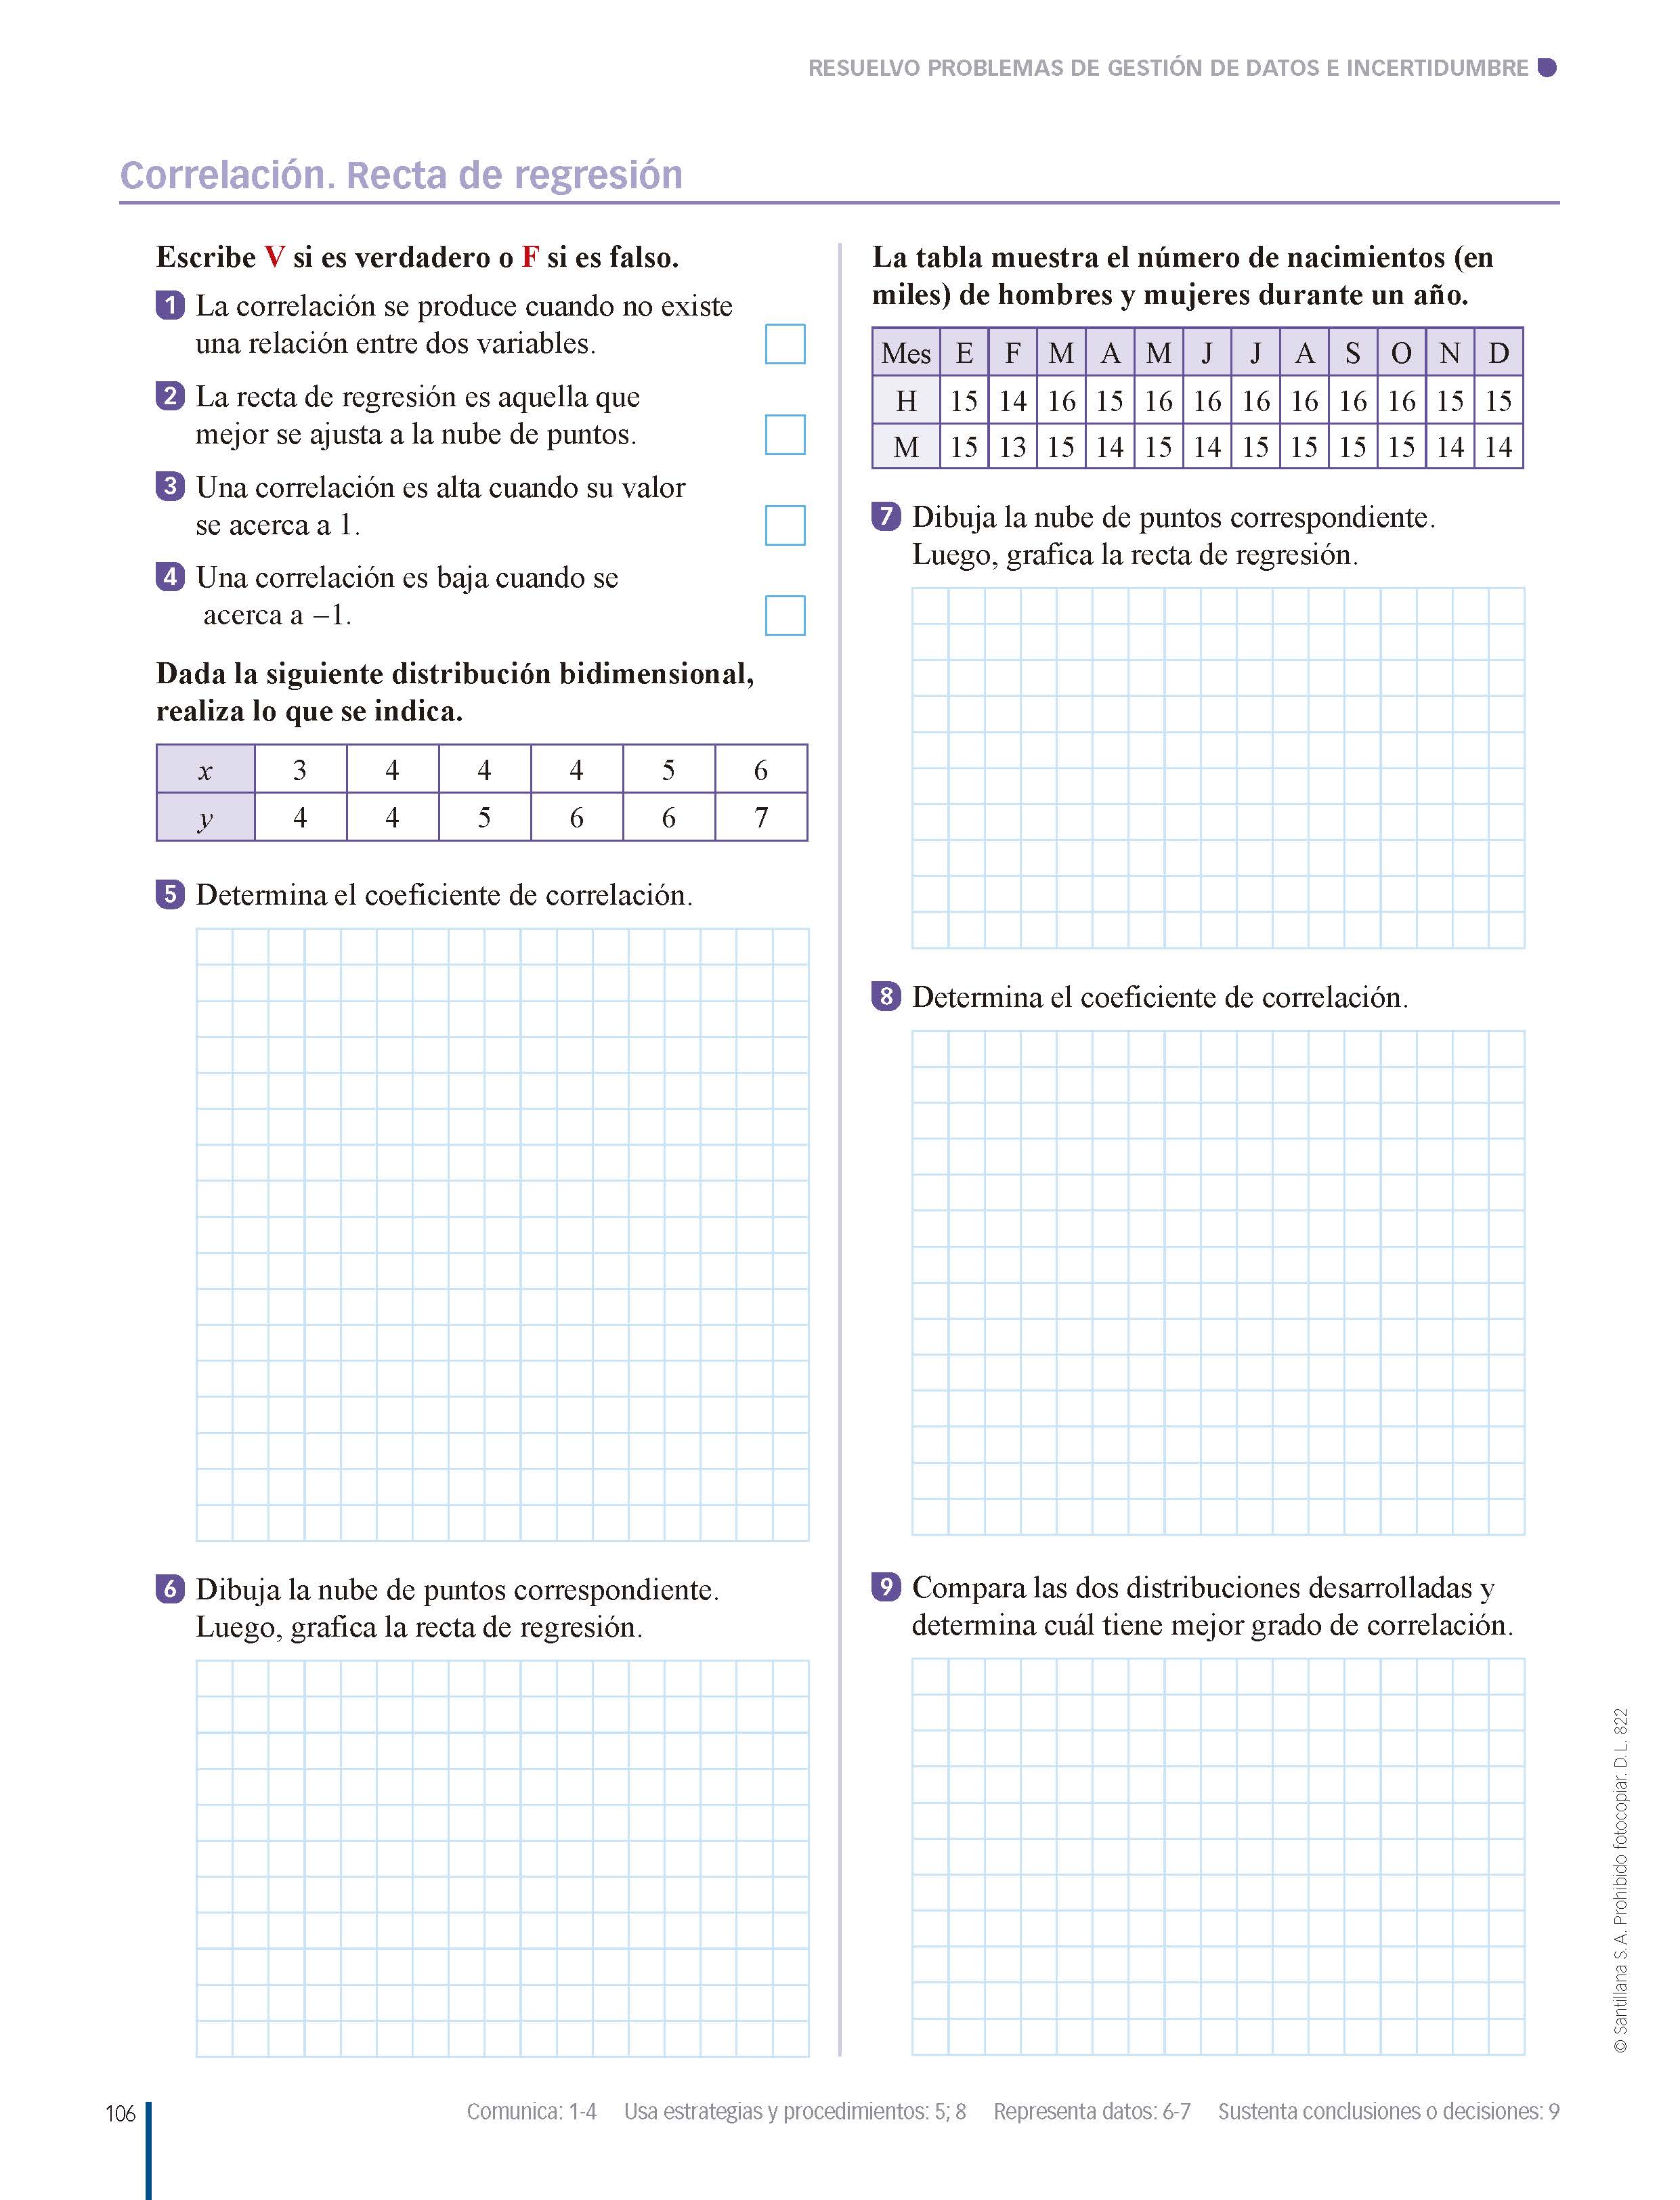 RESUELVO PROBLEMAS DE GESTIÓN DE DATOS E INCERTIDUMBRE
Correlación. Recta de regresión
Escribe V si es verdadero o F si es falso.
1 La correlación se produce cuando no existe
una relación entre dos variables.
2 La recta de regresión es aquella que
mejor se ajusta a la nube de puntos.
3 Una correlación es alta cuando su valor
se acerca a 1.
4 Una correlación es baja cuando se
acerca a −1.
Dada la siguiente distribución bidimensional,
realiza lo que se indica.
x 3 4 4 4 5 6
y 4 4 5 6 6 7
5 Determina el coeficiente de correlación.
6 Dibuja la nube de puntos correspondiente.
Luego, grafica la recta de regresión.
La tabla muestra el número de nacimientos (en
miles) de hombres y mujeres durante un año.
Mes E F M A M J J A S O N D
H 15 14 16 15 16 16 16 16 16 16 15 15
M 15 13 15 14 15 14 15 15 15 15 14 14
7 Dibuja la nube de puntos correspondiente.
Luego, grafica la recta de regresión.
8 Determina el coeficiente de correlación.
9 Compara las dos distribuciones desarrolladas y
determina cuál tiene mejor grado de correlación.
© Santillana S. A. Prohibido fotocopiar. D. L. 822
106
Comunica: 1-4 Usa estrategias y procedimientos: 5; 8 Representa datos: 6-7 Sustenta conclusiones o decisiones: 9